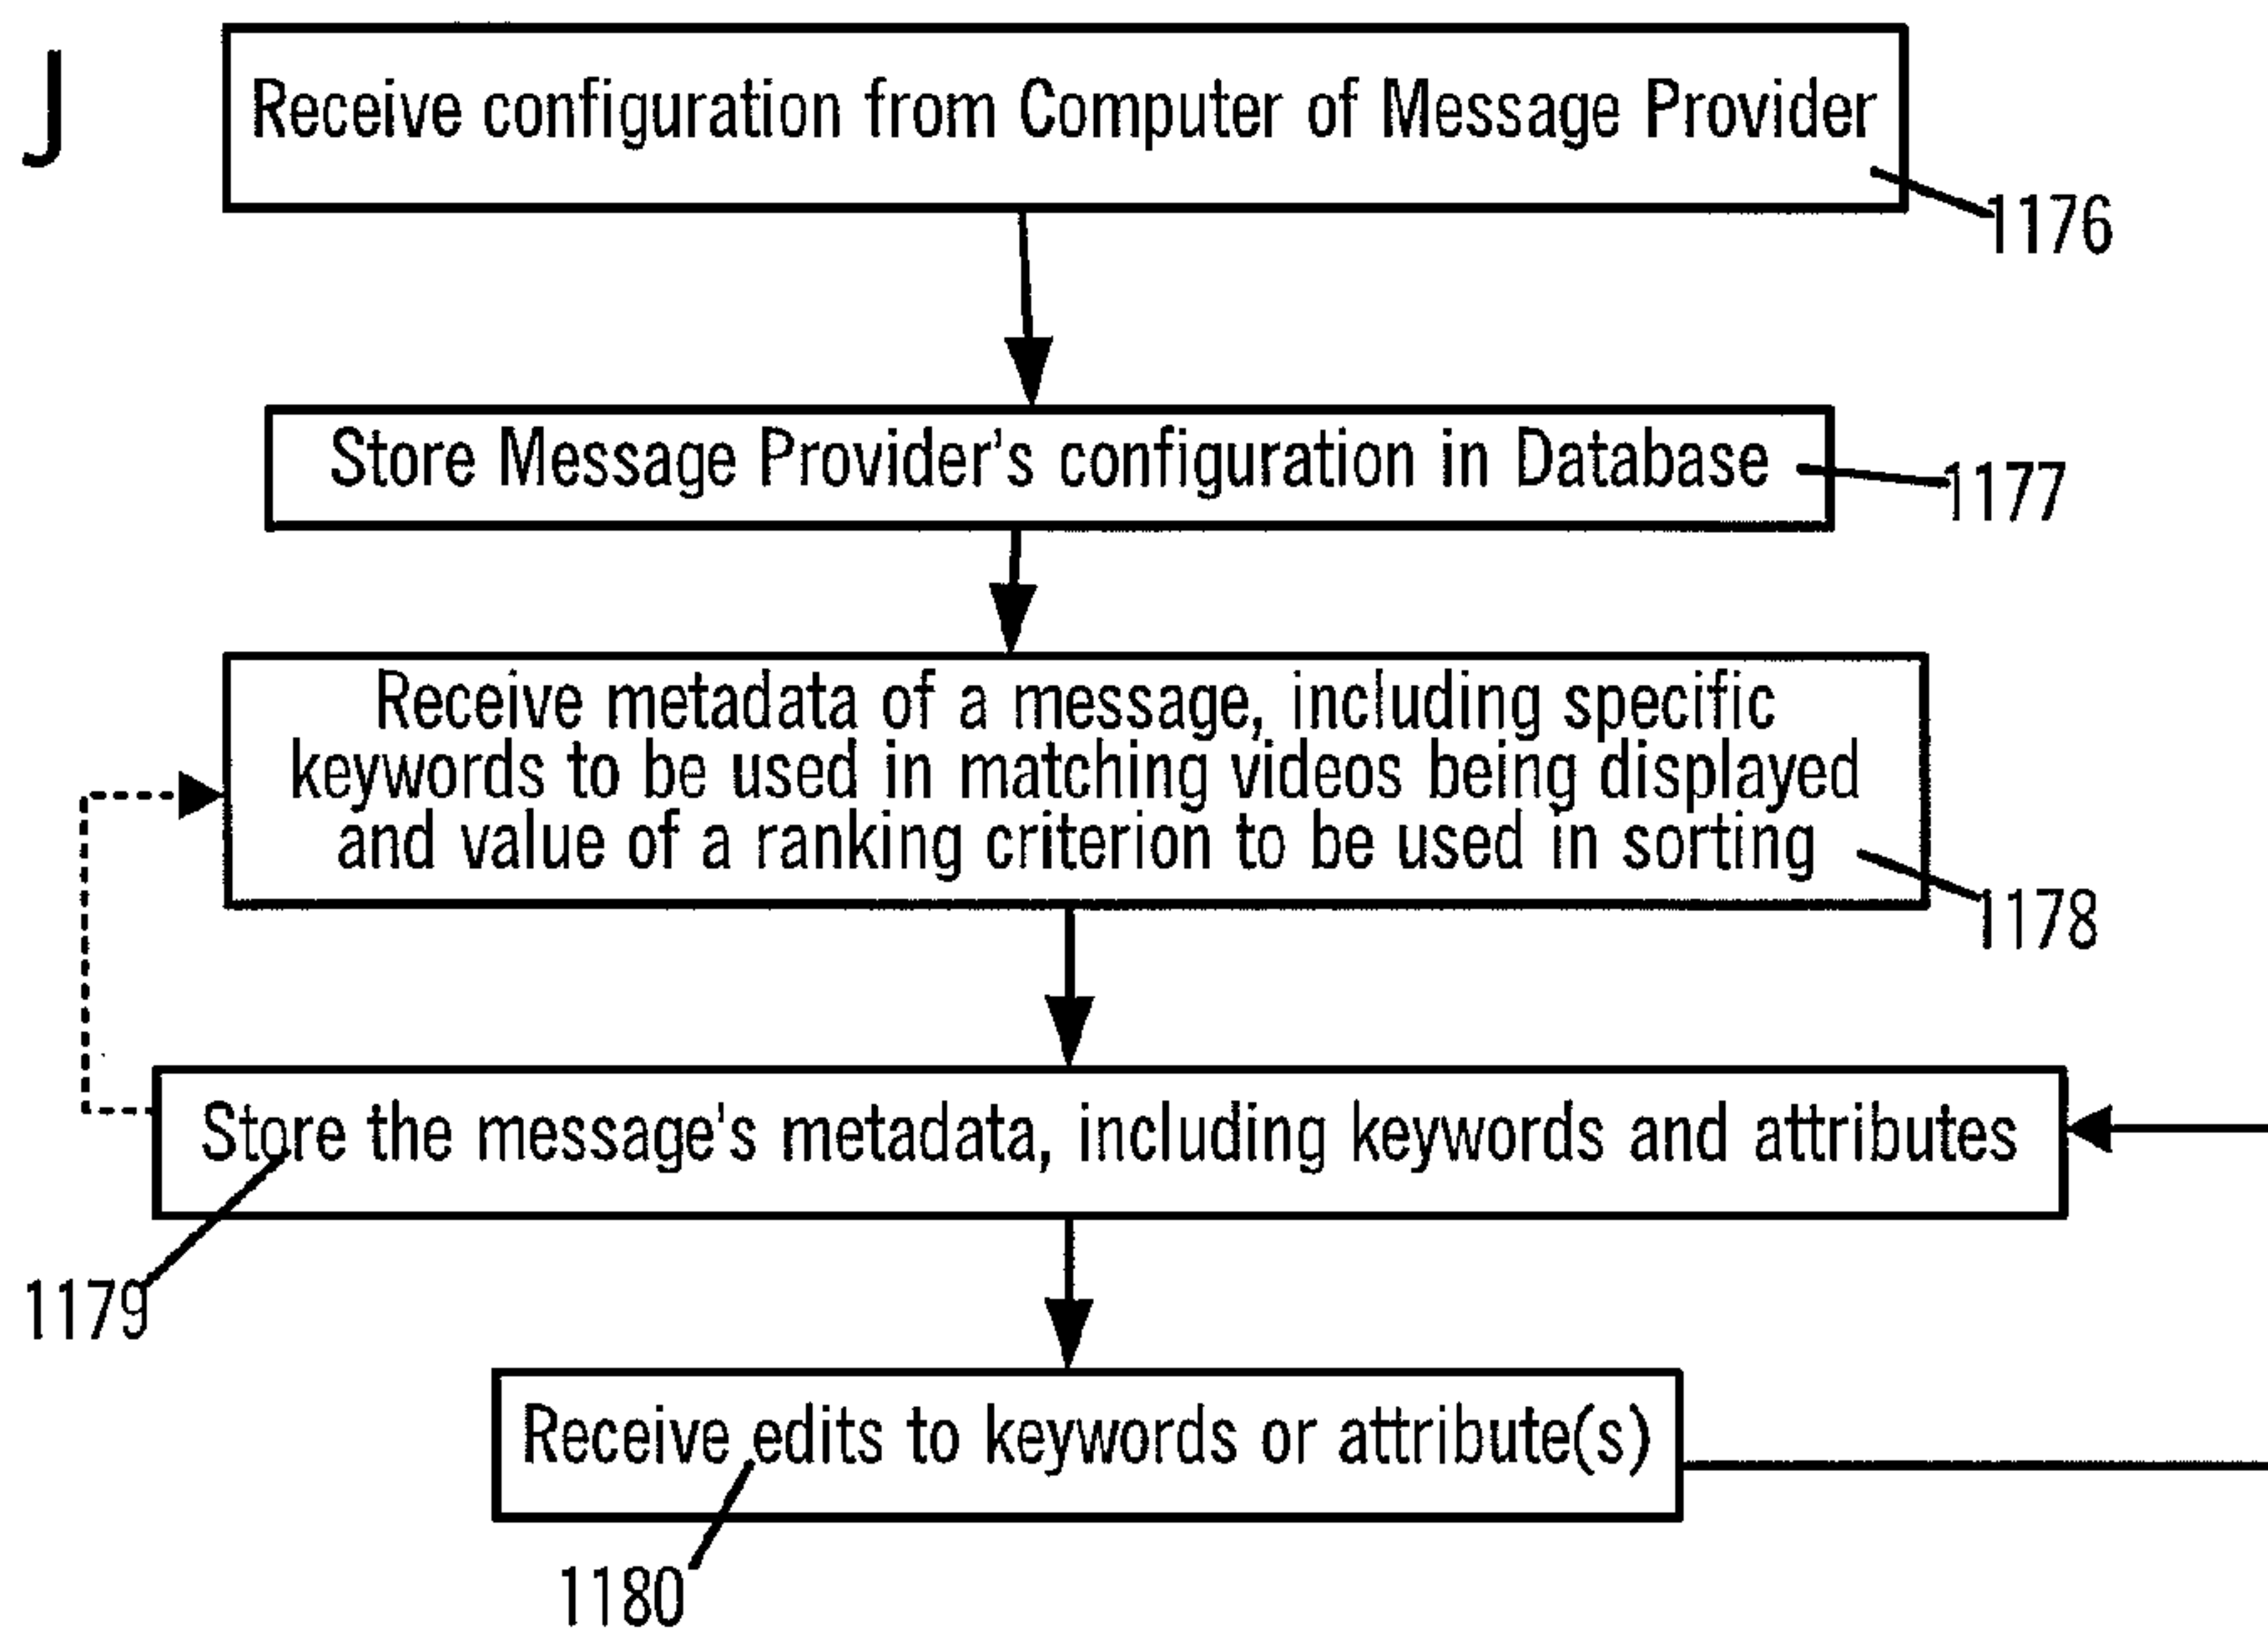 J
Receive configuration from Computer of Message Provider
1176
Store Message Provider's configuration in Database
1177
Receive metadata of a message, including specific
keywords to be used in matching videos being displayed
and value of a ranking criterion to be used in sorting
1178
Store the message's metadata, including keywords and attributes
1179
Receive edits to keywords or attribute(s)
1180